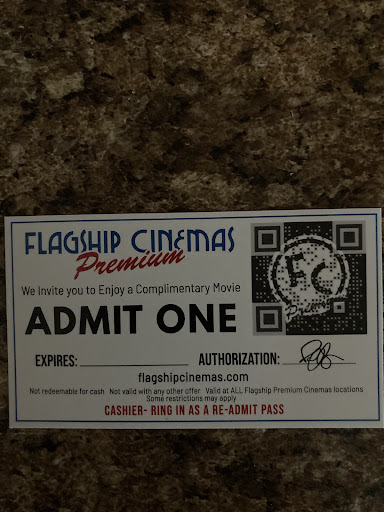 FLAGSHIP CINEMAS
Premium
We Invite you to Enjoy a Complimentary Movie
ADMIT ONE
FC
Premium
EXPIRES: AUTHORIZATION:
flagshipcinemas.com
Not redeemable for cash Not valid with any other offer Valid at ALL Flagship Premium Cinemas locations
Some restrictions may apply
CASHIER- RING IN AS A RE-ADMIT PASS